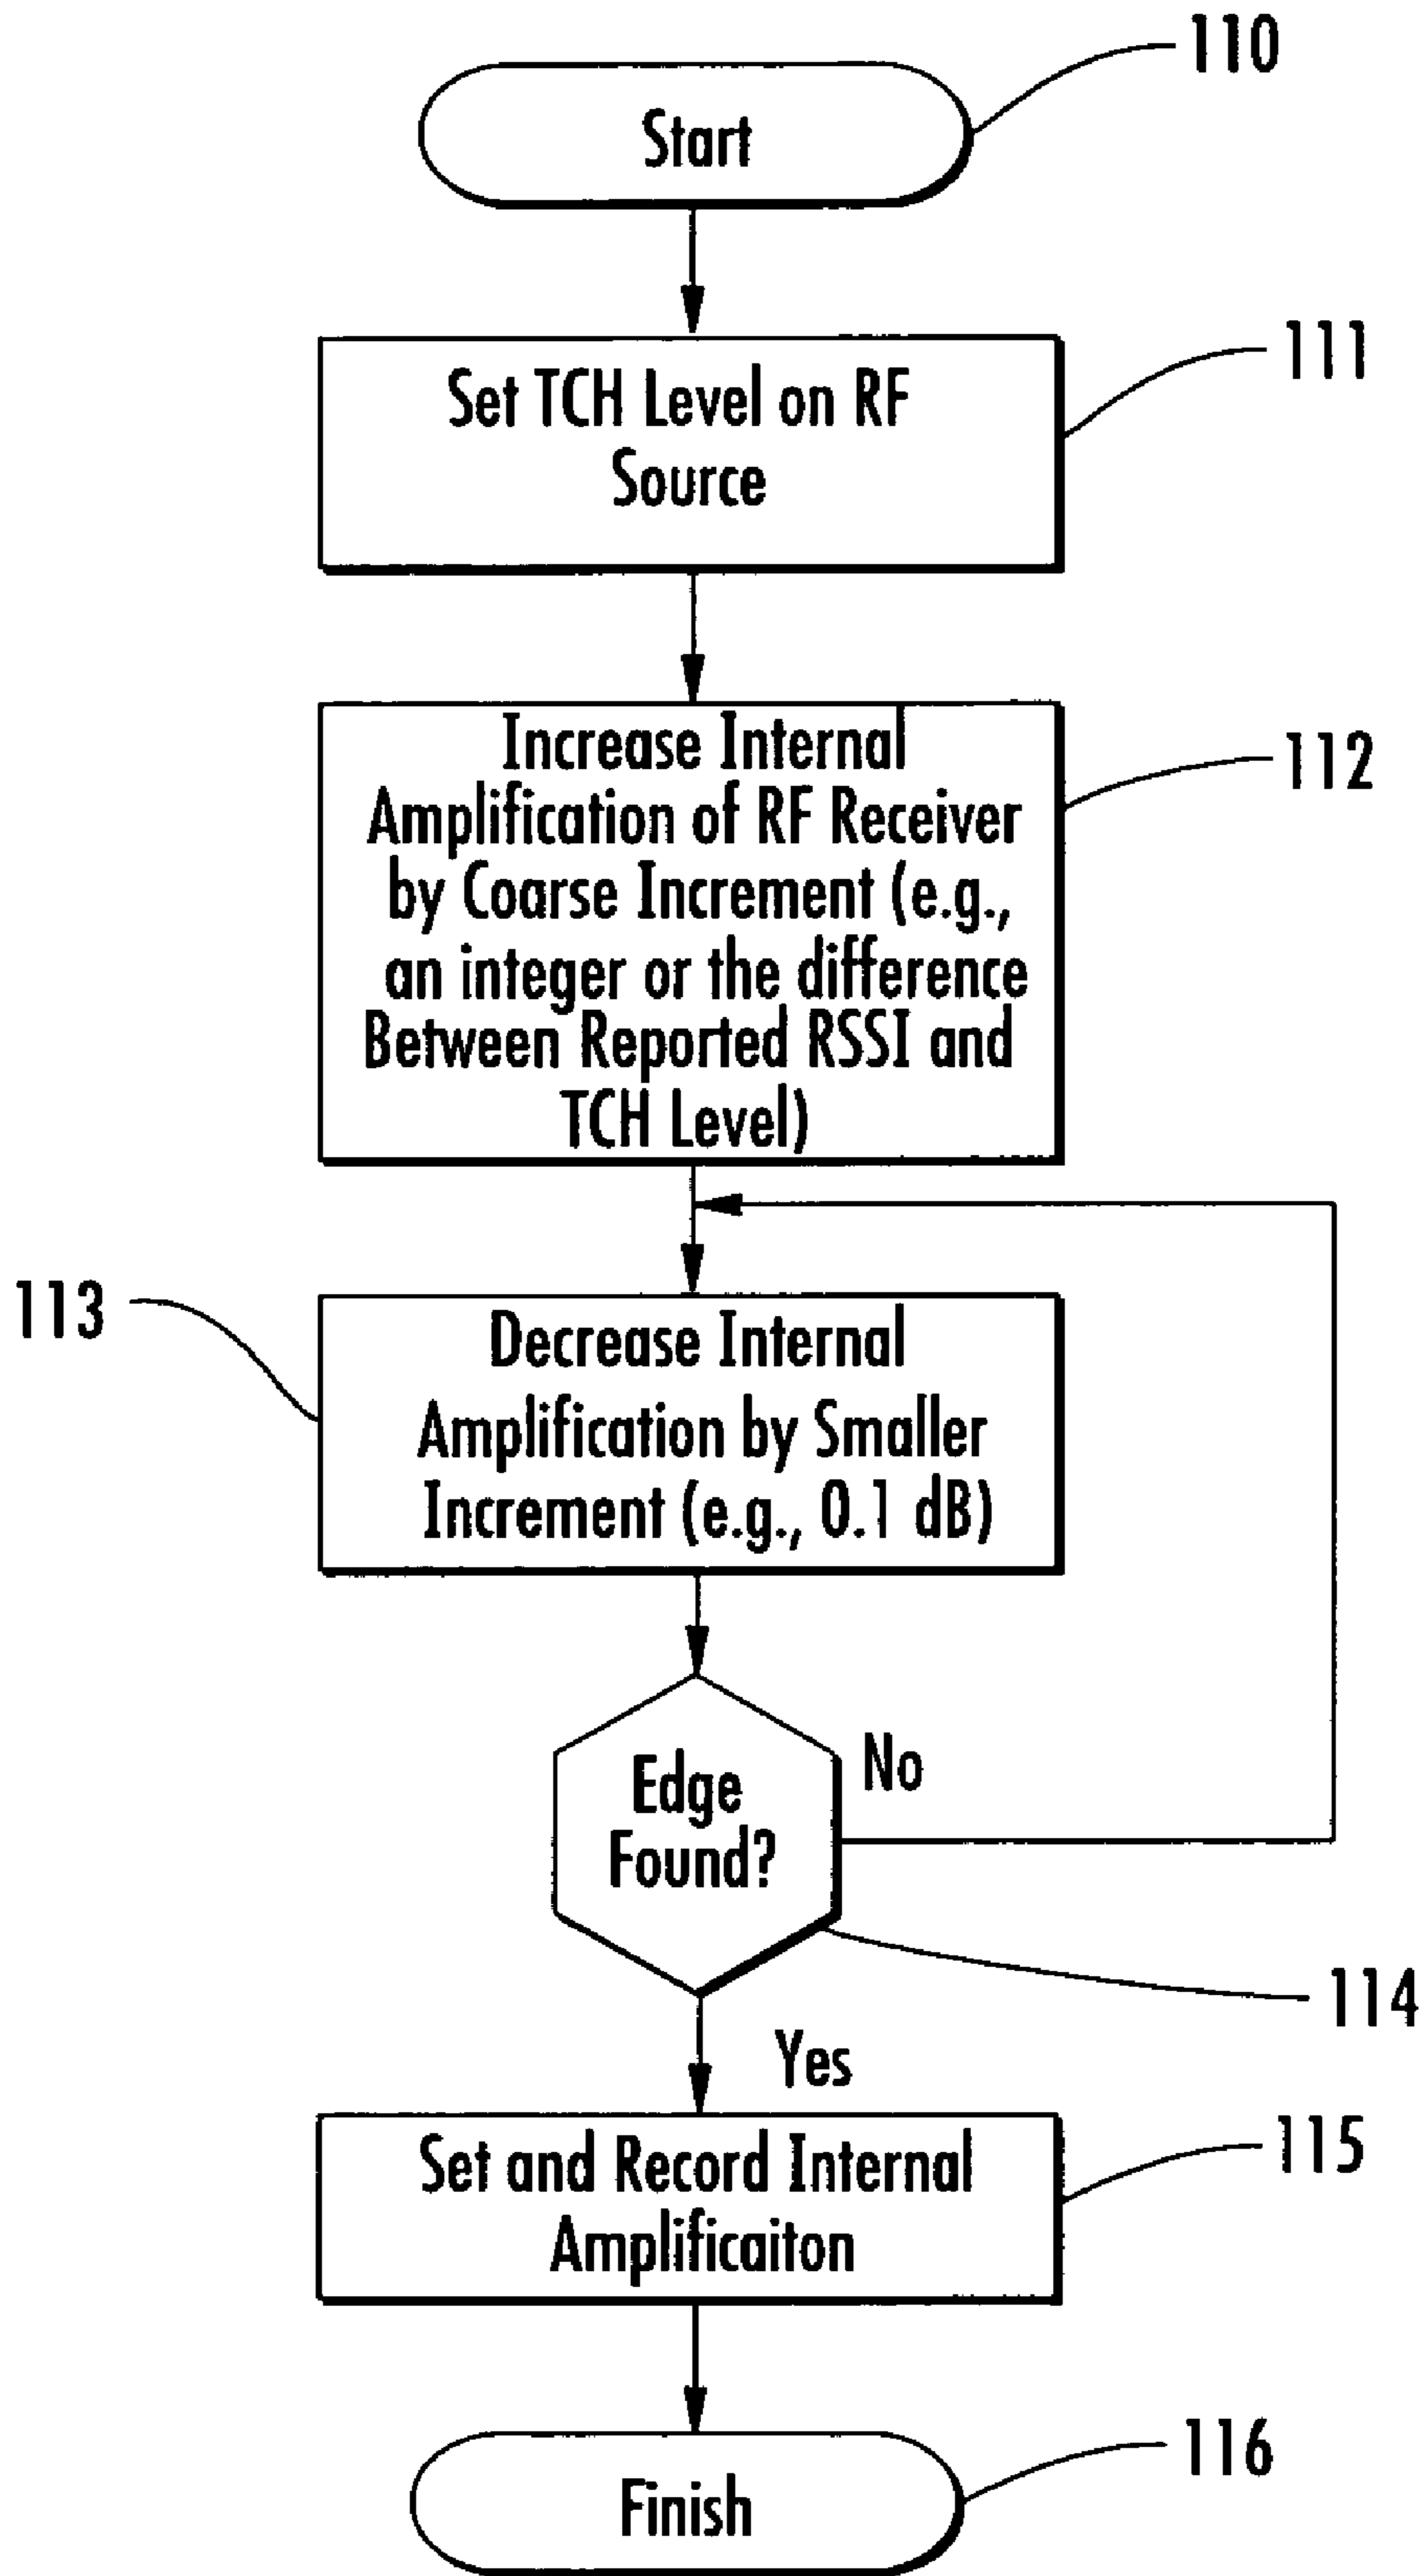 110
Start
111
Set TCH Level on RF
Source
112
Increase Internal
Amplification of RF Receiver
by Coarse Increment (e.g.,
an integer or the difference
Between Reported RSSI and
TCH Level)
113
Decrease Internal
Amplification by Smaller
Increment (e.g., 0.1 dB)
Edge
Found?
No
114
Yes
115
Set and Record Internal
Amplificaiton
116
Finish